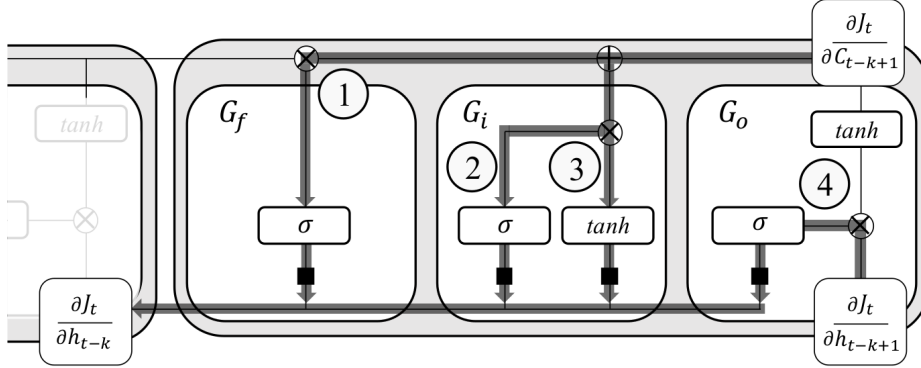 ∂J_t
∂C_{t−k+1}
1
G_f
G_i
G_o
tanh
tanh
2
3
4
σ
σ
tanh
σ
∂J_t
∂h_{t−k}
∂J_t
∂h_{t−k+1}